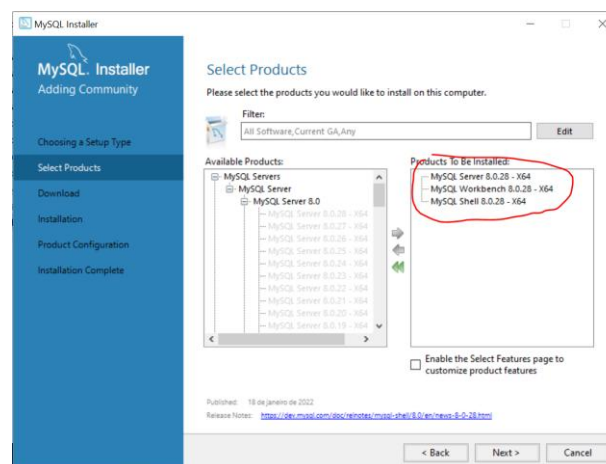 MySQL Installer
MySQL. Installer
Adding Community
Choosing a Setup Type
Select Products
Download
Installation
Product Configuration
Installation Complete
Select Products
Please select the products you would like to install on this computer.
Filter:
All Software,Current GA,Any
Edit
Available Products:
MySQL Servers
MySQL Server
MySQL Server 8.0
MySQL Server 8.0.28 - X64
MySQL Server 8.0.27 - X64
MySQL Server 8.0.26 - X64
MySQL Server 8.0.25 - X64
MySQL Server 8.0.24 - X64
MySQL Server 8.0.23 - X64
MySQL Server 8.0.22 - X64
MySQL Server 8.0.21 - X64
MySQL Server 8.0.20 - X64
MySQL Server 8.0.19 - X64
Products To Be Installed:
MySQL Server 8.0.28 - X64
MySQL Workbench 8.0.28 - X64
MySQL Shell 8.0.28 - X64
Enable the Select Features page to
customize product features
Published: 18 de janeiro de 2022
Release Notes: https://dev.mysql.com/doc/relnotes/mysql-shell/8.0/en/news-8-0-28.html
< Back
Next >
Cancel